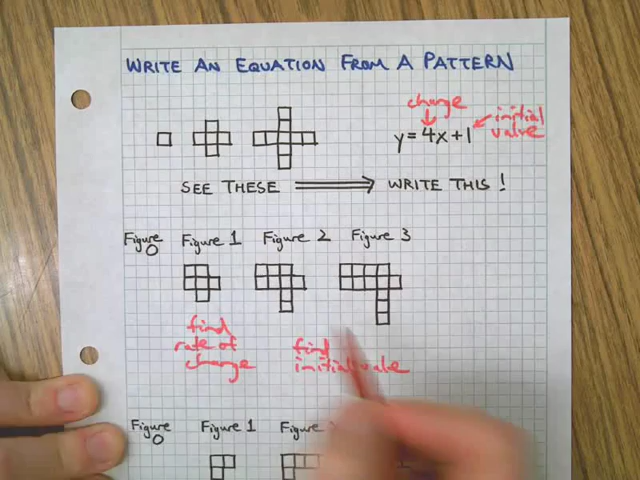 WRITE AN EQUATION FROM A PATTERN
change
initial
value
y=4x+1
SEE THESE WRITE THIS!
Figure 0 Figure 1 Figure 2 Figure 3
find
rate of
change
find
initial value
Figure 0 Figure 1 Figure